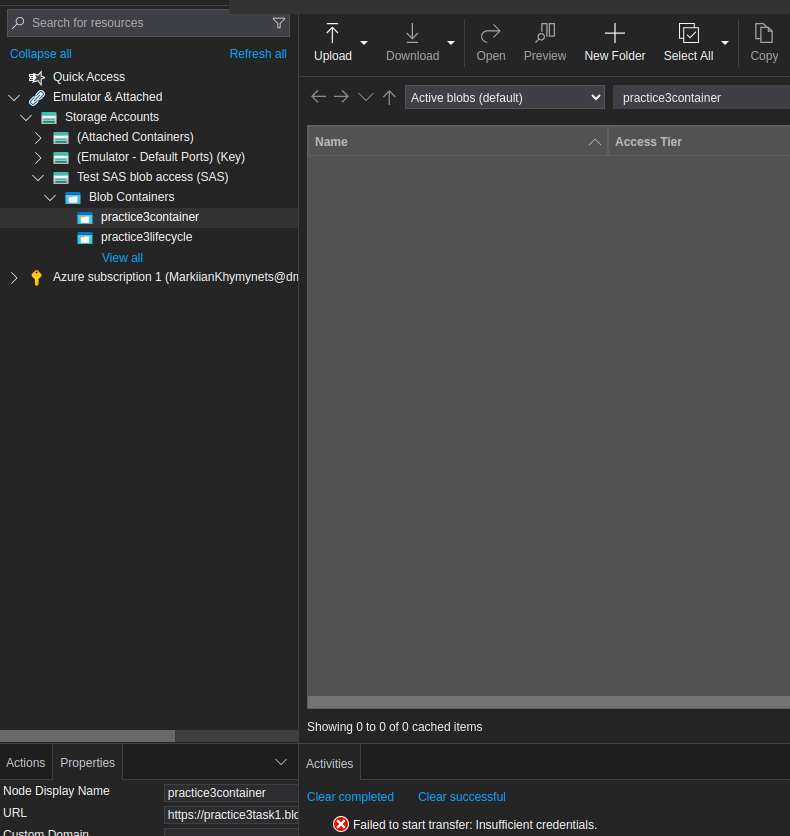 Search for resources
Collapse all
Refresh all
Quick Access
Emulator & Attached
Storage Accounts
(Attached Containers)
(Emulator - Default Ports) (Key)
Test SAS blob access (SAS)
Blob Containers
practice3container
practice3lifecycle
View all
Azure subscription 1 (MarkiianKhymynets@dm
Upload
Download
Open
Preview
New Folder
Select All
Copy
Active blobs (default)
practice3container
Name
Access Tier
Showing 0 to 0 of 0 cached items
Actions
Properties
Node Display Name
practice3container
URL
https://practice3task1.blo
Custom Domain
Activities
Clear completed
Clear successful
Failed to start transfer: Insufficient credentials.